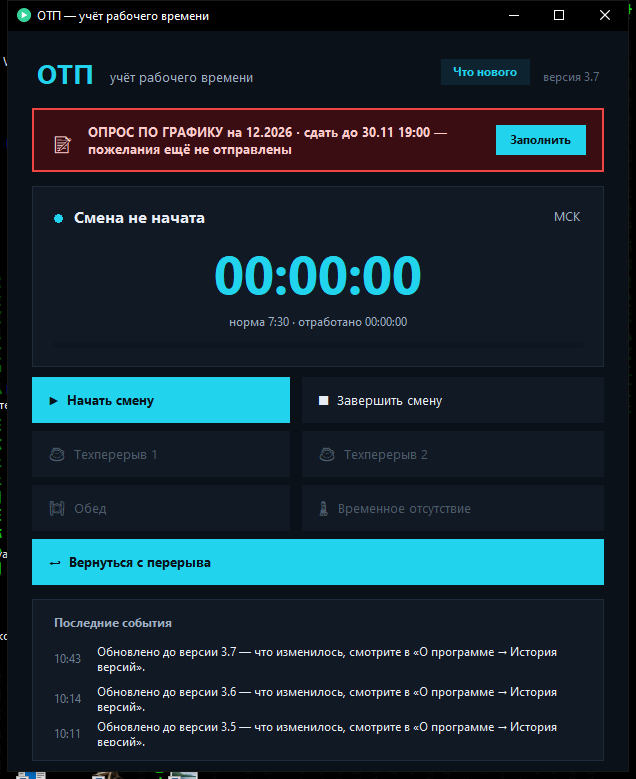 ОТП — учёт рабочего времени
ОТП учёт рабочего времени Что нового версия 3.7
ОПРОС ПО ГРАФИКУ на 12.2026 · сдать до 30.11 19:00 —
пожелания ещё не отправлены
Заполнить
Смена не начата МСК
00:00:00
норма 7:30 · отработано 00:00:00
Начать смену
Завершить смену
Техперерыв 1
Техперерыв 2
Обед
Временное отсутствие
Вернуться с перерыва
Последние события
10:43 Обновлено до версии 3.7 — что изменилось, смотрите в «О программе → История
версий».
10:14 Обновлено до версии 3.6 — что изменилось, смотрите в «О программе → История
версий».
10:11 Обновлено до версии 3.5 — что изменилось, смотрите в «О программе → История
версий».